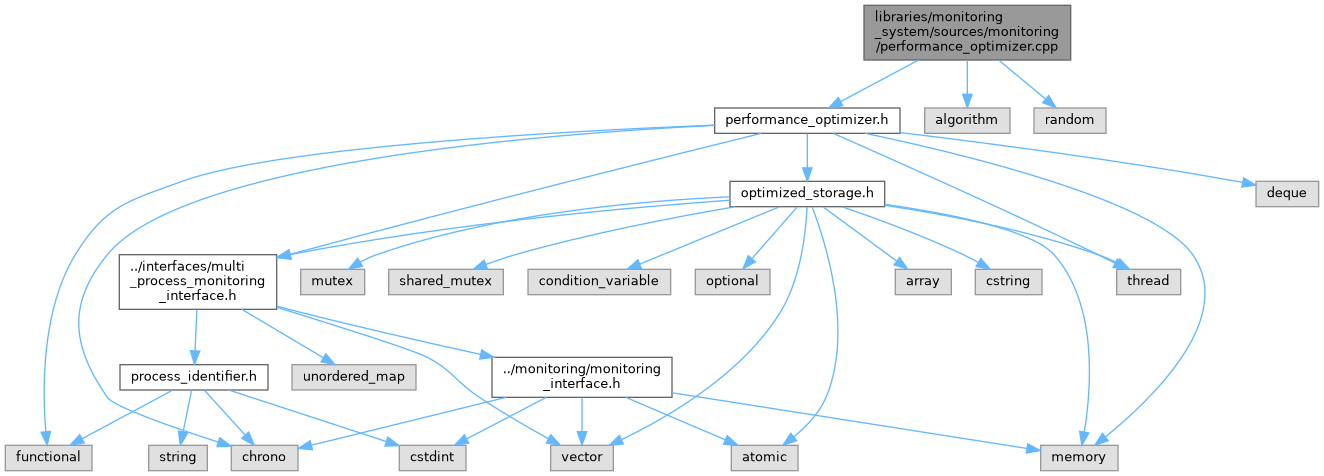 libraries/monitoring
_system/sources/monitoring
/performance_optimizer.cpp
performance_optimizer.h
algorithm
random
optimized_storage.h
deque
../interfaces/multi
_process_monitoring
_interface.h
mutex
shared_mutex
condition_variable
optional
array
cstring
thread
process_identifier.h
unordered_map
../monitoring/monitoring
_interface.h
functional
string
chrono
cstdint
vector
atomic
memory